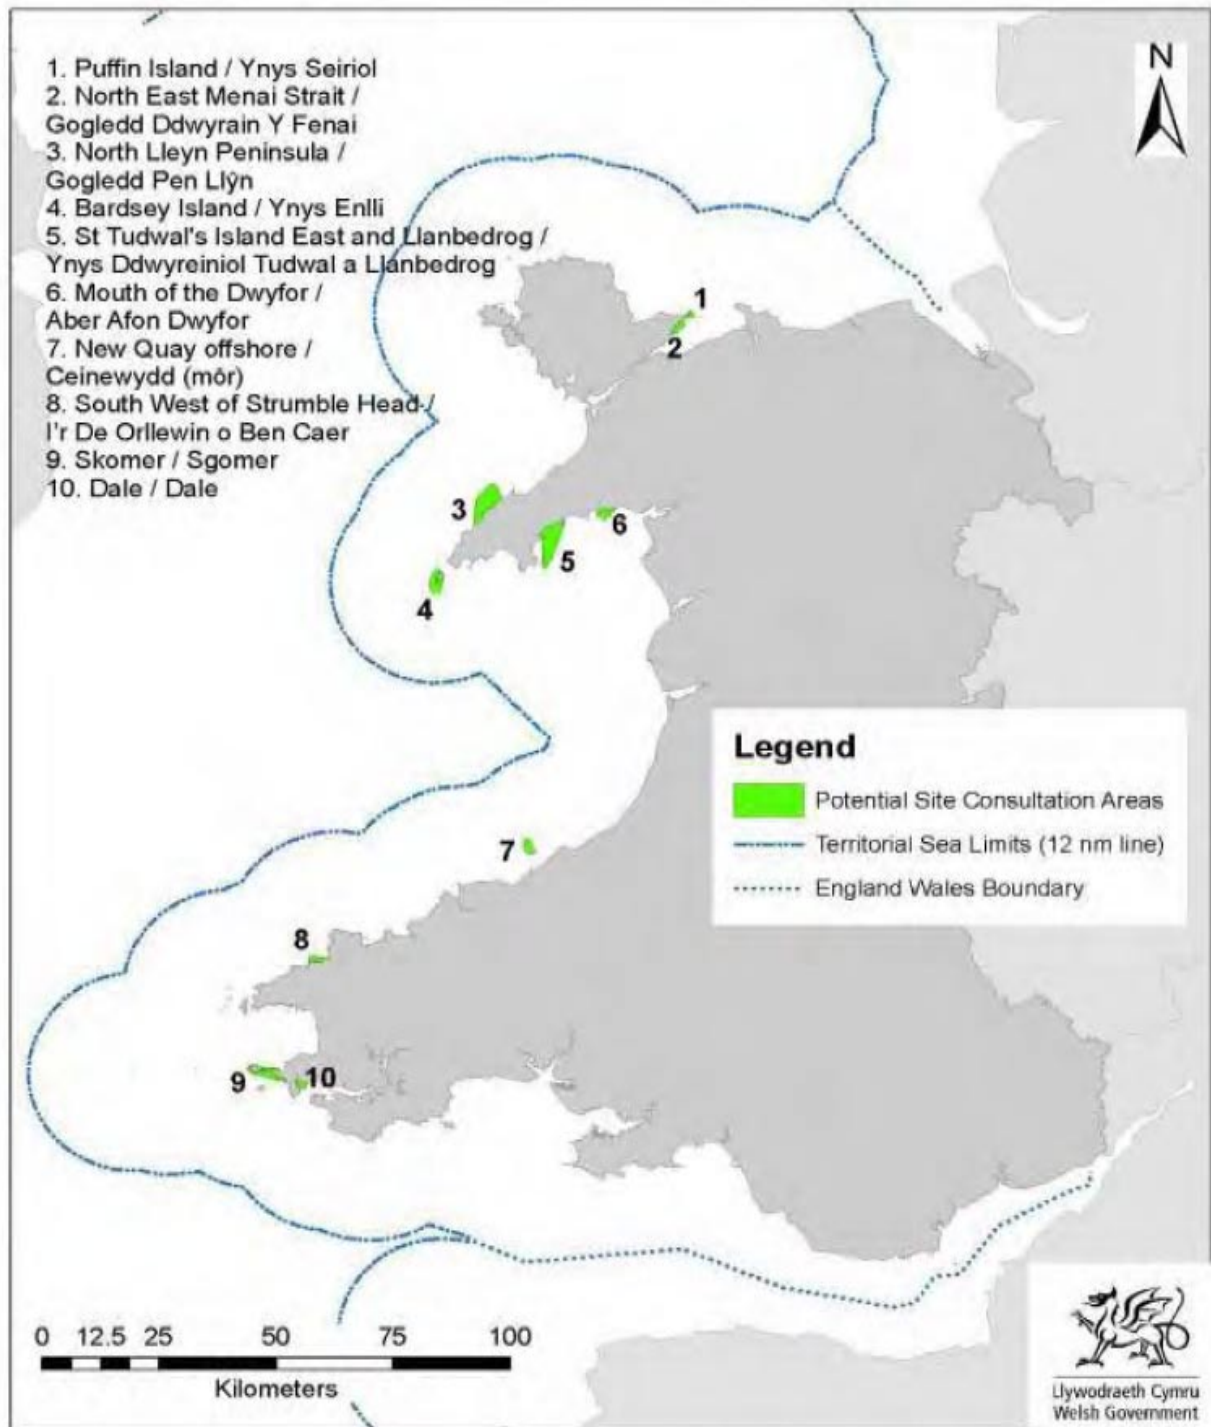 1. Puffin Island / Ynys Seiriol
2. North East Menai Strait /
Gogledd Ddwyrain Y Fenai
3. North Lleyn Peninsula /
Gogledd Pen Llŷn
4. Bardsey Island / Ynys Enlli
5. St Tudwal's Island East and Llanbedrog /
Ynys Ddwyreiniol Tudwal a Llanbedrog
6. Mouth of the Dwyfor /
Aber Afon Dwyfor
7. New Quay offshore /
Ceinewydd (môr)
8. South West of Strumble Head /
I'r De Orllewin o Ben Caer
9. Skomer / Sgomer
10. Dale / Dale
N
1
2
3
4
5
6
Legend
Potential Site Consultation Areas
Territorial Sea Limits (12 nm line)
England Wales Boundary
7
8
9
10
0 12.5 25 50 75 100
Kilometers
Llywodraeth Cymru
Welsh Government